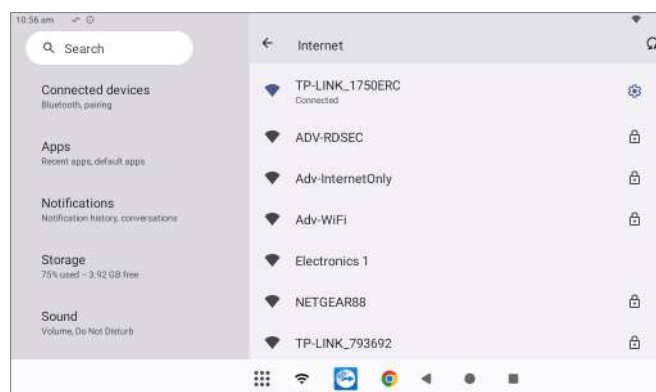 10:56 am
Search
Connected devices
Bluetooth, pairing
Apps
Recent apps, default apps
Notifications
Notification history, conversations
Storage
75% used – 3.92 GB free
Sound
Volume, Do Not Disturb
Internet
TP-LINK_1750ERC
Connected
ADV-RDSEC
Adv-InternetOnly
Adv-WiFi
Electronics 1
NETGEAR88
TP-LINK_793692